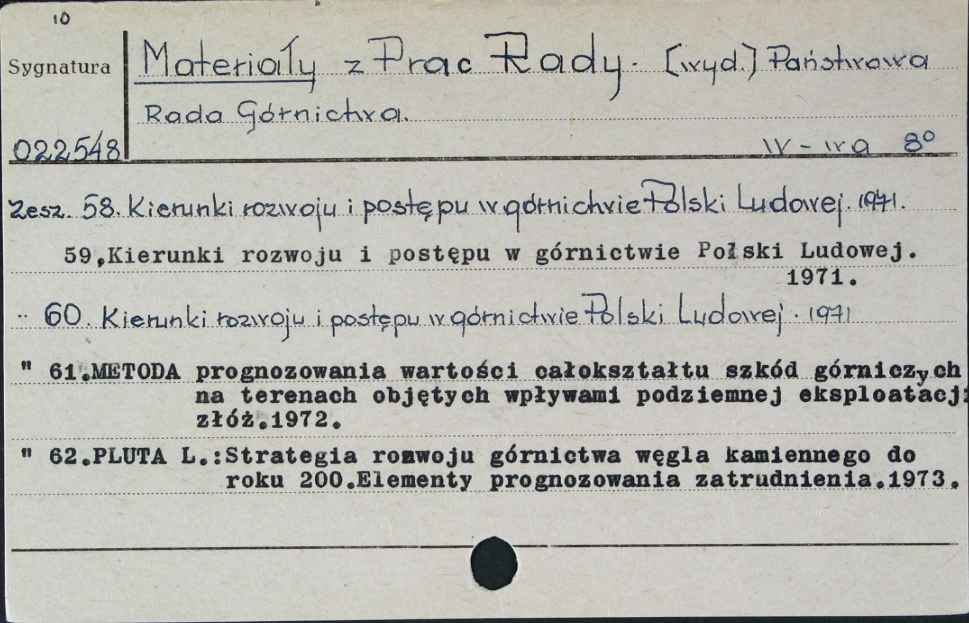 10
Sygnatura
Materiały z Prac Rady. [wyd.] Państwowa
Rada Górnictwa.
022548
W-wa 8°
Zesz. 58. Kierunki rozwoju i postępu w górnictwie Polski Ludowej. 1971.
59,Kierunki rozwoju i postępu w górnictwie Polski Ludowej.
1971.
" 60. Kierunki rozwoju i postępu w górnictwie Polski Ludowej. 1971
" 61.METODA prognozowania wartości całokształtu szkód górniczych
na terenach objętych wpływami podziemnej eksploatacji
złóż.1972.
" 62.PLUTA L.:Strategia rozwoju górnictwa węgla kamiennego do
roku 200.Elementy prognozowania zatrudnienia.1973.